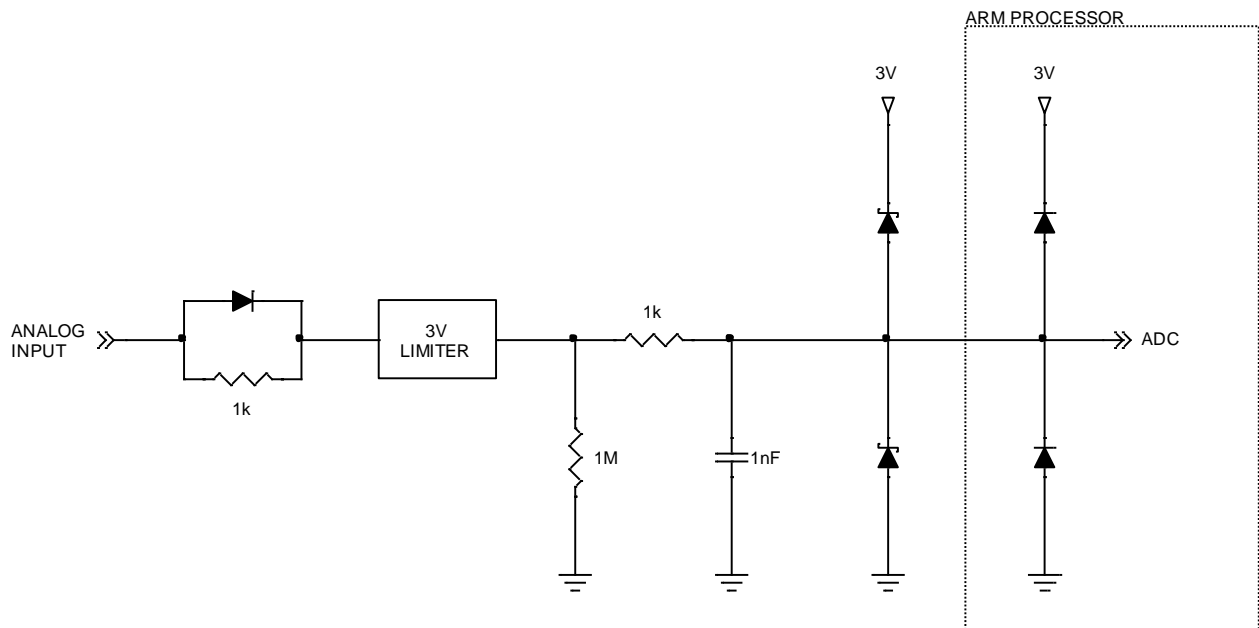 ARM PROCESSOR
3V
3V
ANALOG
INPUT
1k
3V
LIMITER
1k
1M
1nF
ADC